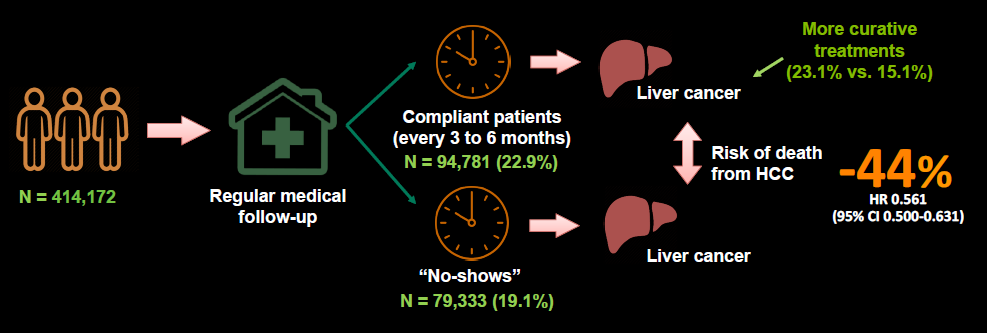 N = 414,172
Regular medical
follow-up
Compliant patients
(every 3 to 6 months)
N = 94,781 (22.9%)
“No-shows”
N = 79,333 (19.1%)
Liver cancer
More curative
treatments
(23.1% vs. 15.1%)
Risk of death
from HCC
-44%
HR 0.561
(95% CI 0.500-0.631)
Liver cancer